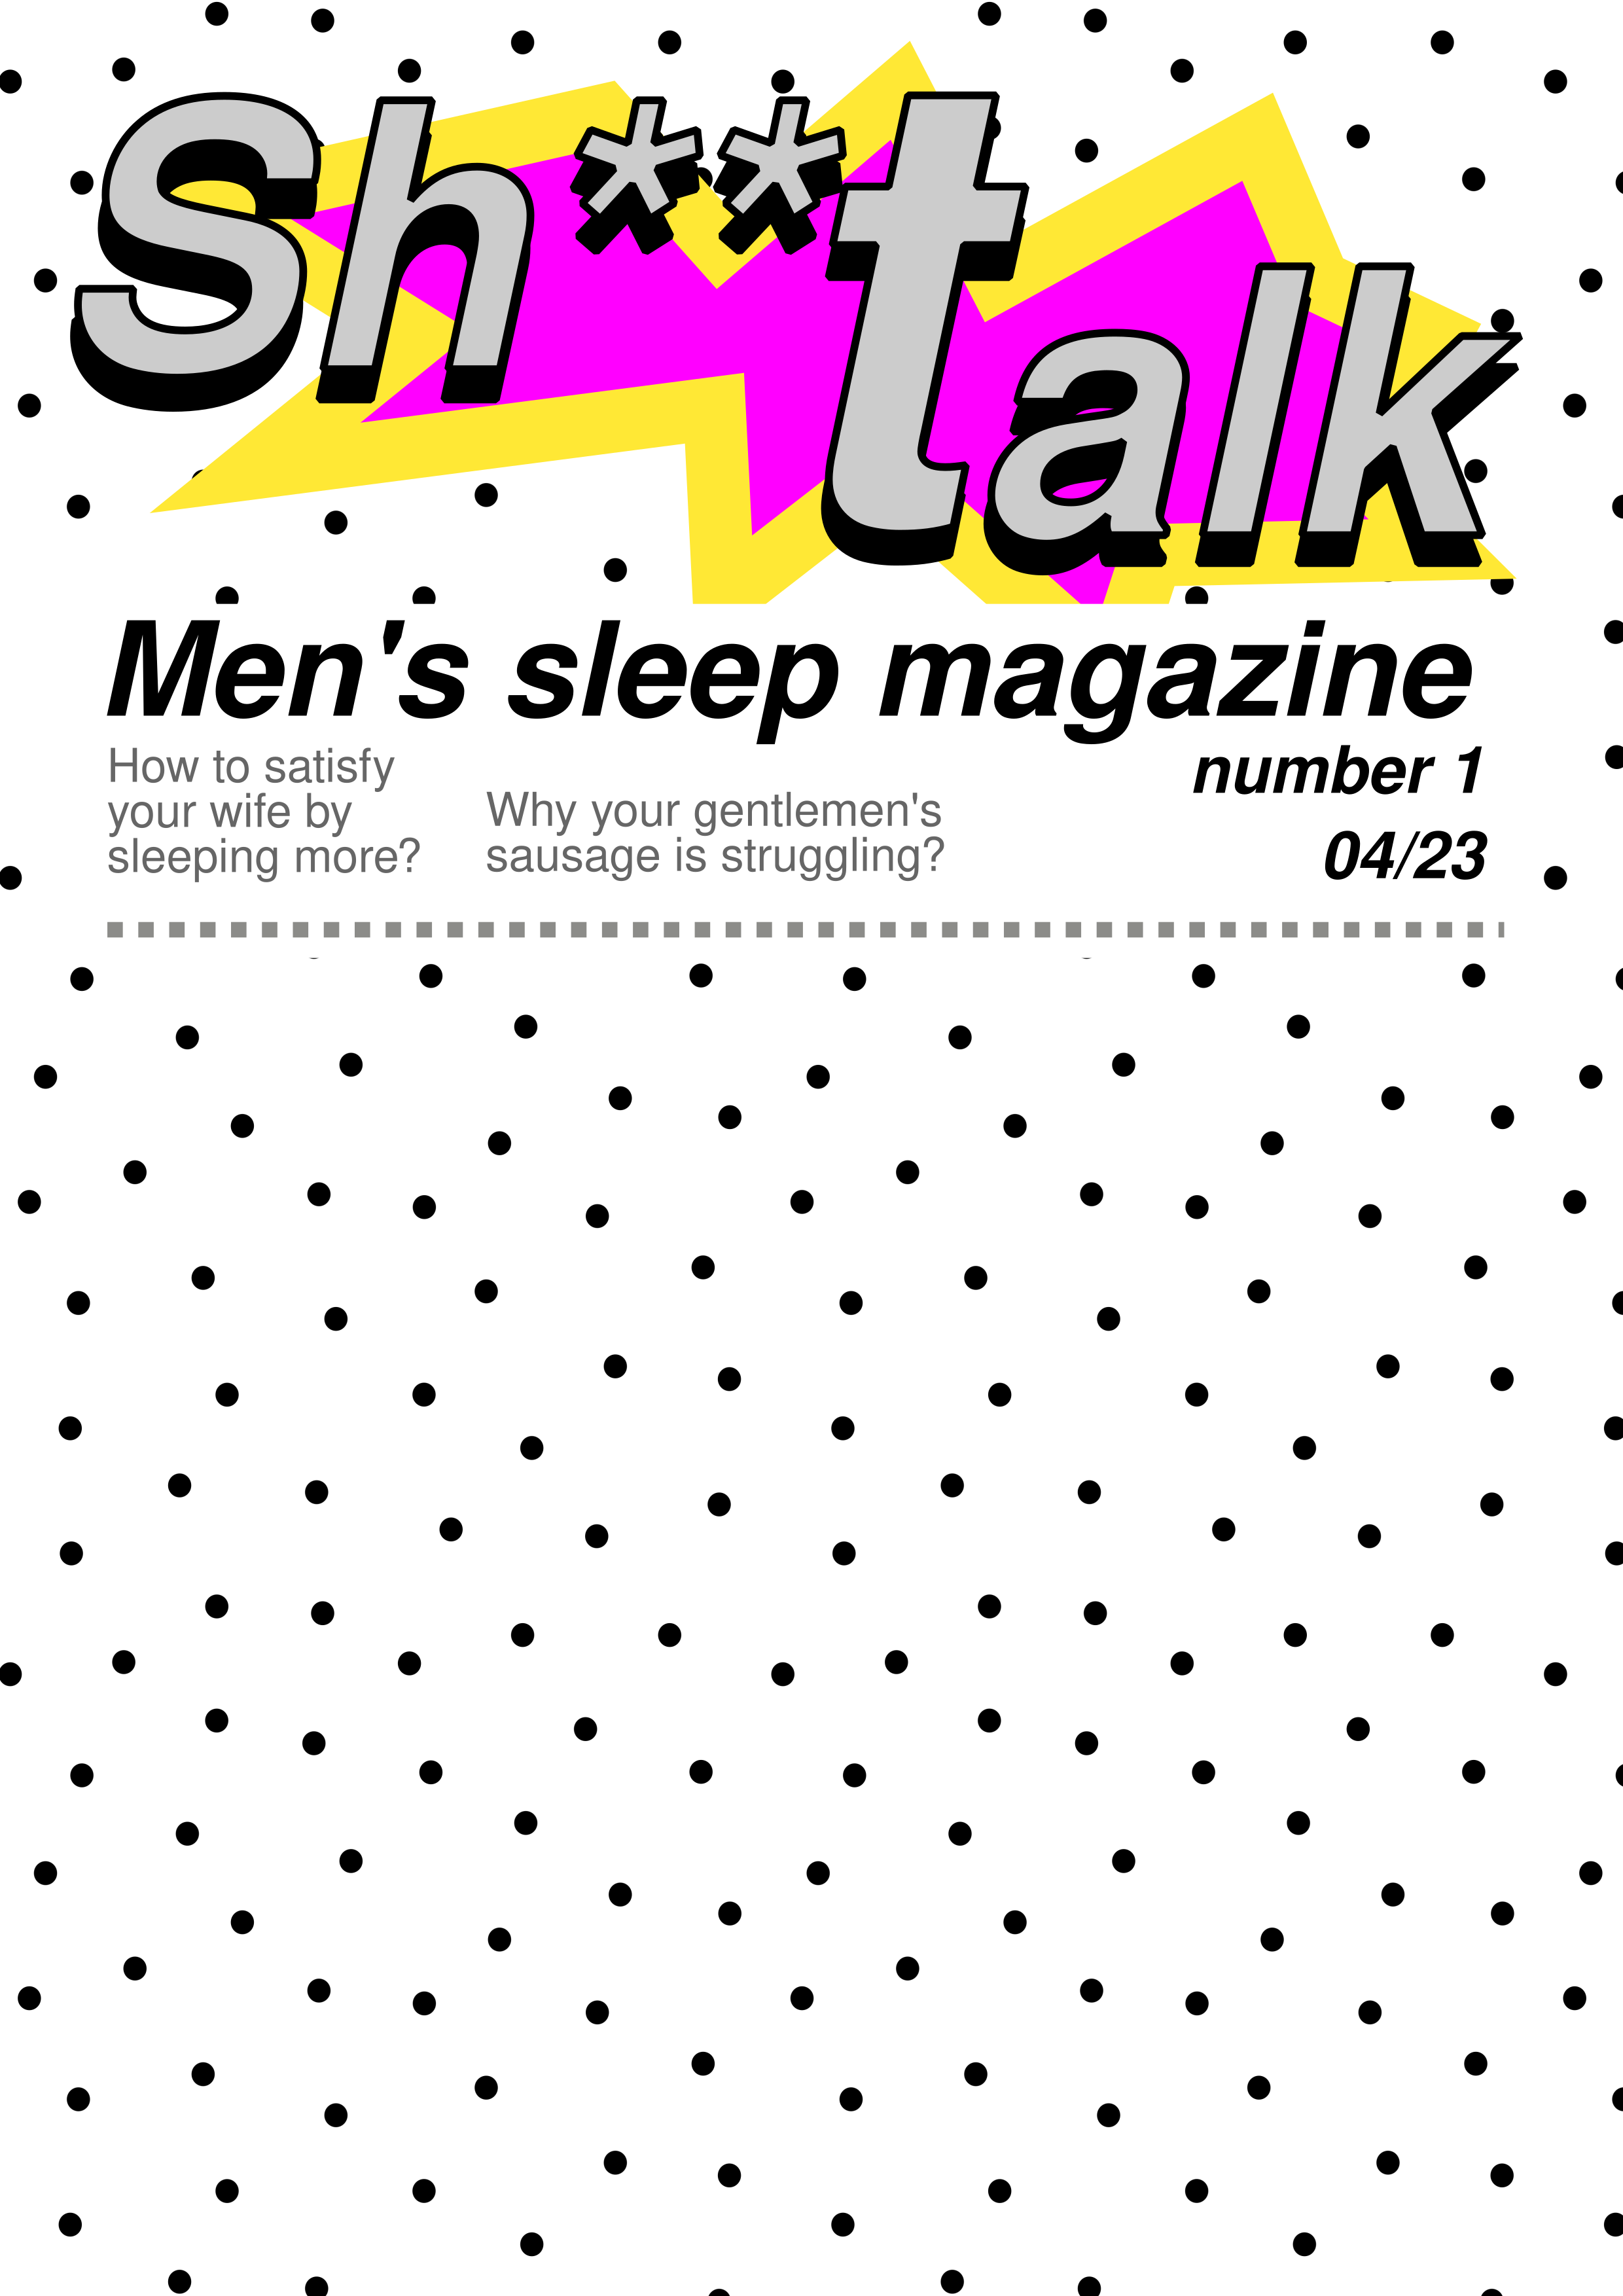 Sh**t
talk
Men's sleep magazine
How to satisfy
your wife by
sleeping more?
Why your gentlemen's
sausage is struggling?
number 1
04/23